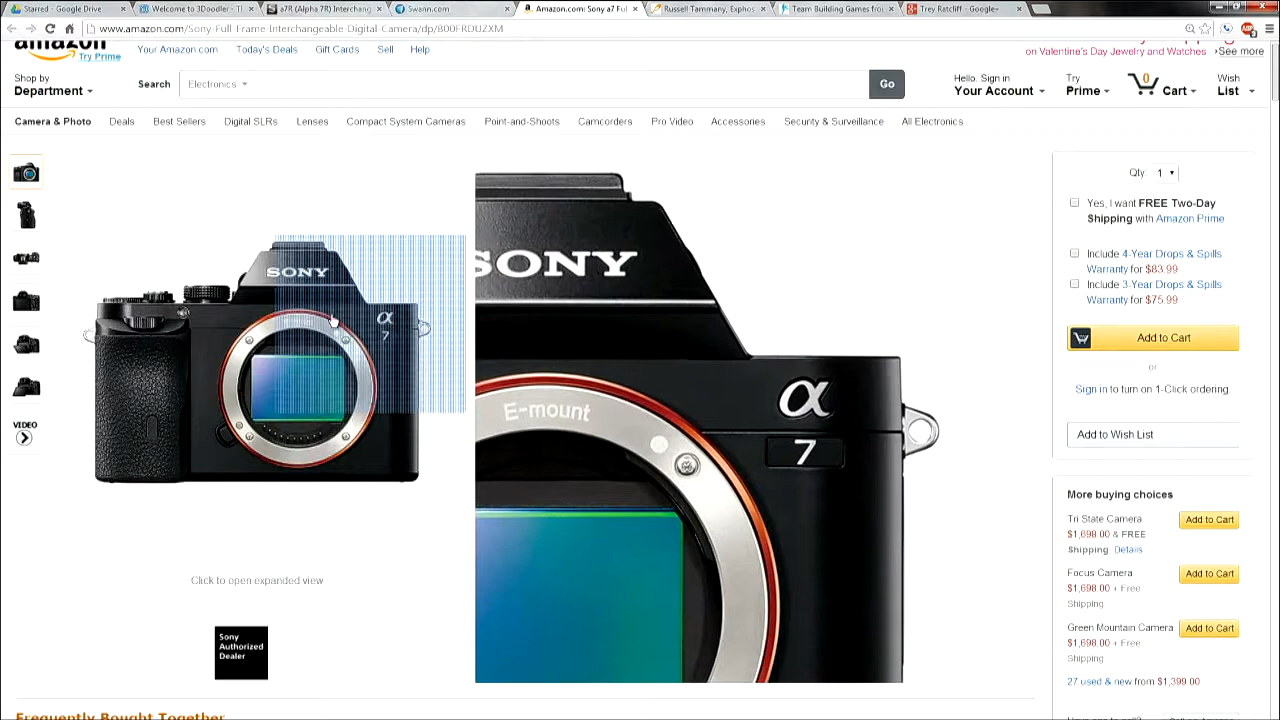 Starred - Google Drive
Welcome to 3Doodler - Tl
a7R (Alpha 7R) Interchang
Swann.com
Amazon.com: Sony a7 Ful
Russell Tammany, Exphos
Team Building Games from
Trey Ratcliff - Google+
www.amazon.com/Sony-Full-Frame-Interchangeable-Digital-Camera/dp/B00FRDUZXM
amazon
Try Prime
Your Amazon.com
Today's Deals
Gift Cards
Sell
Help
on Valentine's Day Jewelry and Watches
›See more
Shop by
Department
Search
Electronics
Go
Hello. Sign in
Your Account
Try
Prime
0
Cart
Wish
List
Camera & Photo
Deals
Best Sellers
Digital SLRs
Lenses
Compact System Cameras
Point-and-Shoots
Camcorders
Pro Video
Accessories
Security & Surveillance
All Electronics
VIDEO
SONY
α
7
Click to open expanded view
Sony
Authorized
Dealer
SONY
E-mount
α
7
Qty 1
Yes, I want FREE Two-Day
Shipping with Amazon Prime
Include 4-Year Drops & Spills
Warranty for $83.99
Include 3-Year Drops & Spills
Warranty for $75.99
Add to Cart
or
Sign in to turn on 1-Click ordering
Add to Wish List
More buying choices
Tri State Camera
$1,698.00 & FREE
Shipping Details
Add to Cart
Focus Camera
$1,698.00 + Free
Shipping
Add to Cart
Green Mountain Camera
$1,698.00 + Free
Shipping
Add to Cart
27 used & new from $1,399.00
Frequently Bought Together